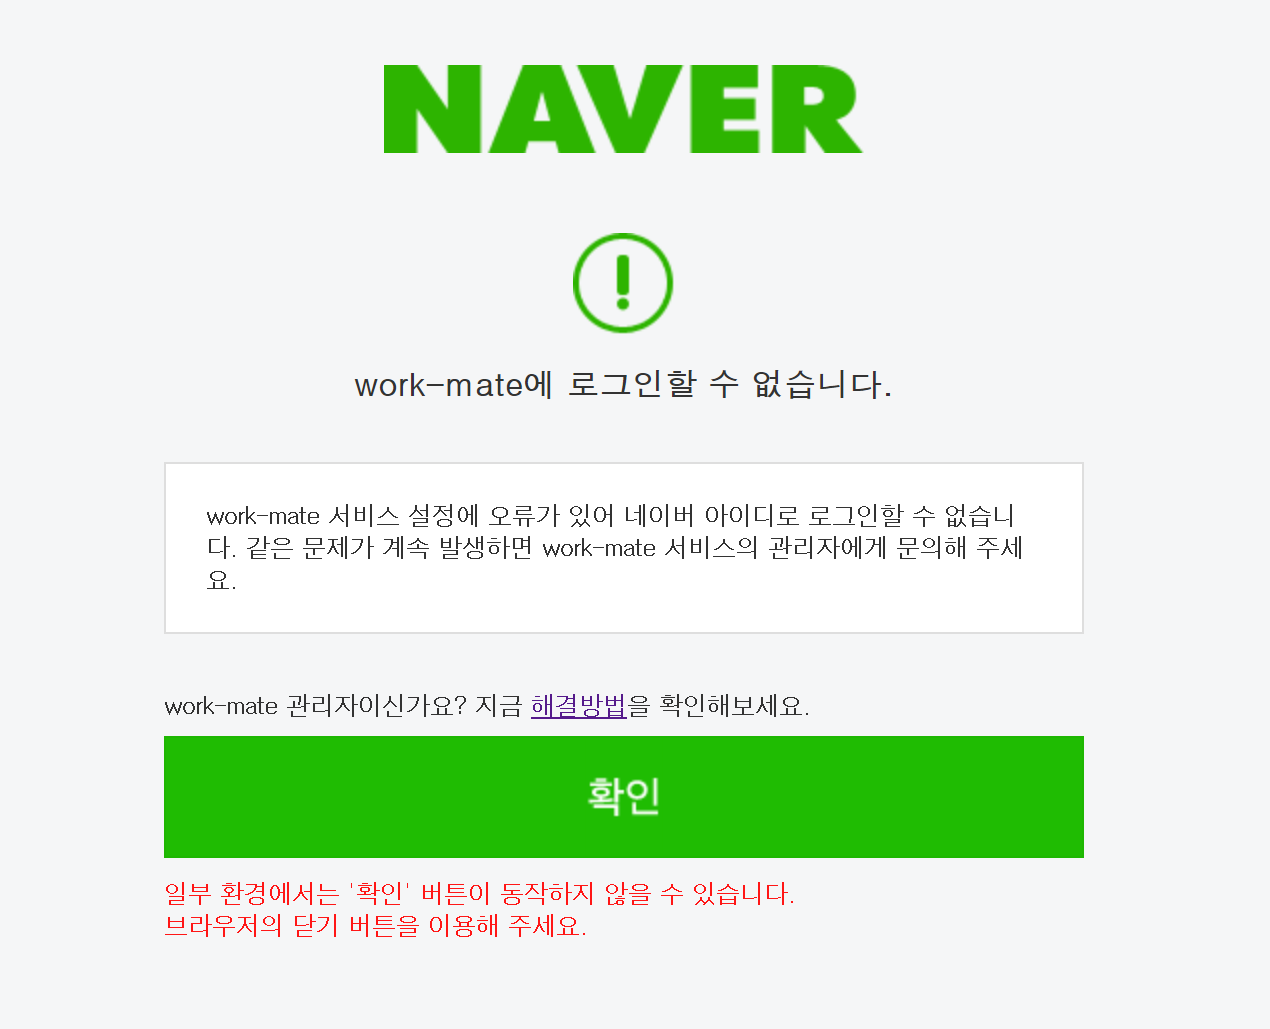 NAVER
work-mate에 로그인할 수 없습니다.
work-mate 서비스 설정에 오류가 있어 네이버 아이디로 로그인할 수 없습니
다. 같은 문제가 계속 발생하면 work-mate 서비스의 관리자에게 문의해 주세
요.
work-mate 관리자이신가요? 지금 해결방법을 확인해보세요.
확인
일부 환경에서는 '확인' 버튼이 동작하지 않을 수 있습니다.
브라우저의 닫기 버튼을 이용해 주세요.